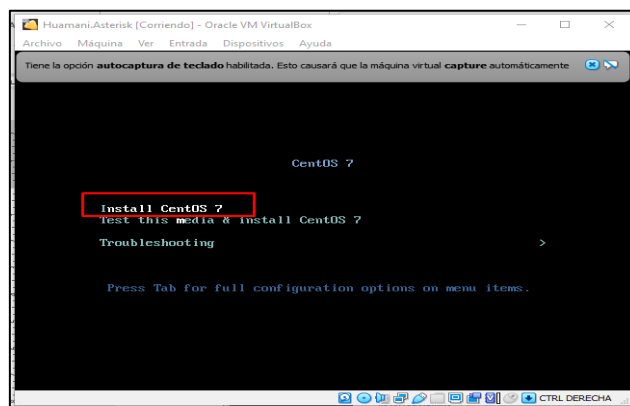 Huamani.Asterisk [Corriendo] - Oracle VM VirtualBox
Archivo Máquina Ver Entrada Dispositivos Ayuda
Tiene la opción autocaptura de teclado habilitada. Esto causará que la máquina virtual capture automáticamente
CentOS 7
Install CentOS 7
Test this media & install CentOS 7
Troubleshooting >
Press Tab for full configuration options on menu items.
CTRL DERECHA